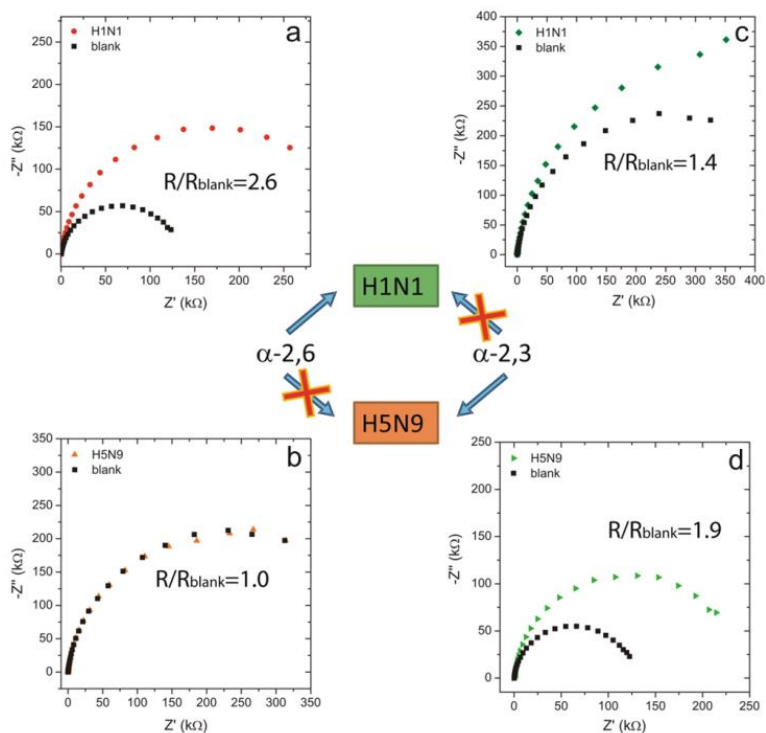 a
H1N1
blank
250
200
150
100
50
0
-Z'' (kΩ)
R/Rblank=2.6
0 50 100 150 200 250
Z' (kΩ)
c
H1N1
blank
400
350
300
250
200
150
100
50
0
-Z'' (kΩ)
R/Rblank=1.4
0 50 100 150 200 250 300 350 400
Z' (kΩ)
H1N1
α-2,6
α-2,3
H5N9
b
H5N9
blank
350
300
250
200
150
100
50
0
-Z'' (kΩ)
R/Rblank=1.0
0 50 100 150 200 250 300 350
Z' (kΩ)
d
H5N9
blank
250
200
150
100
50
0
-Z'' (kΩ)
R/Rblank=1.9
0 50 100 150 200 250
Z' (kΩ)